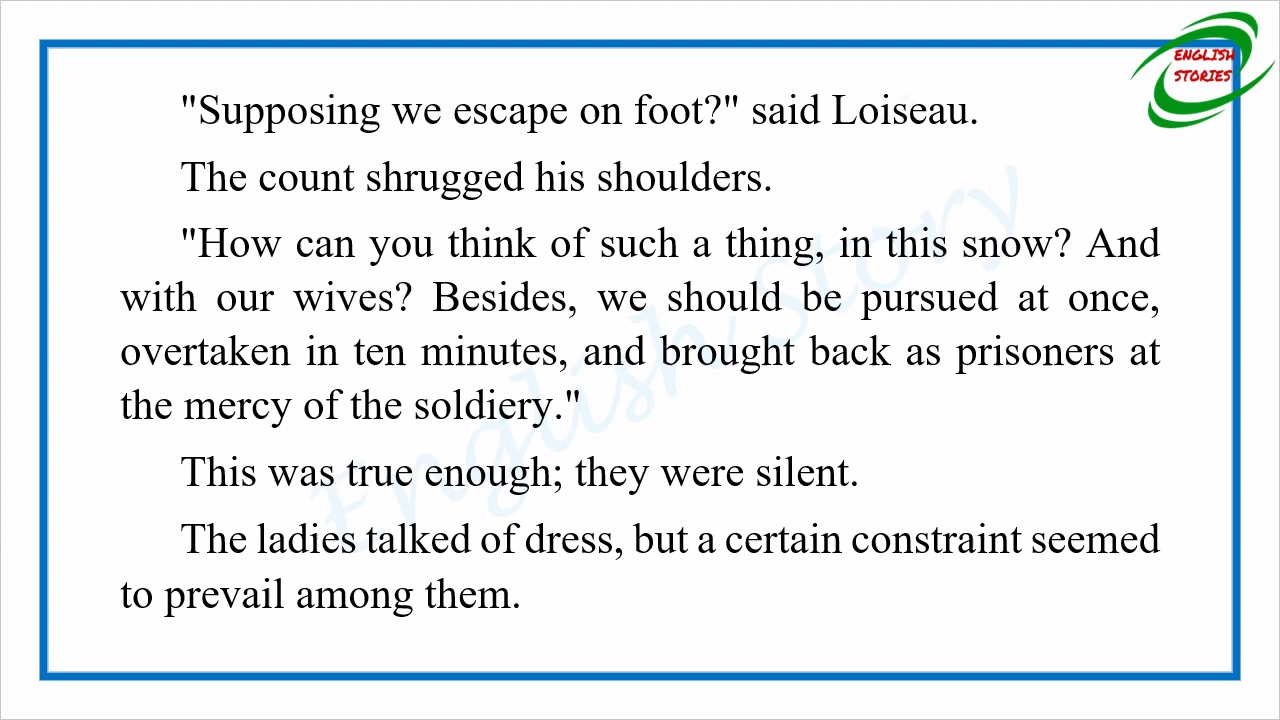 ENGLISH
STORIES
"Supposing we escape on foot?" said Loiseau.
The count shrugged his shoulders.
"How can you think of such a thing, in this snow? And
with our wives? Besides, we should be pursued at once,
overtaken in ten minutes, and brought back as prisoners at
the mercy of the soldiery."
This was true enough; they were silent.
The ladies talked of dress, but a certain constraint seemed
to prevail among them.
English Story